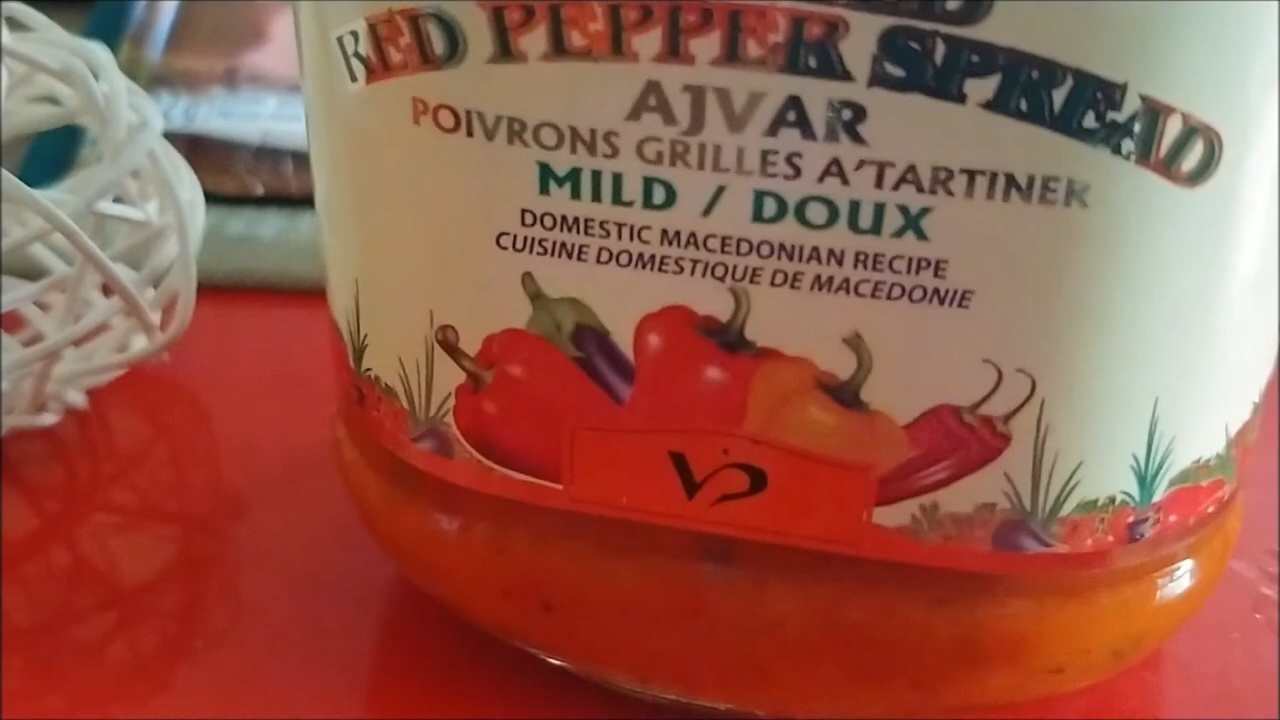 RED PEPPER SPREAD
AJVAR
POIVRONS GRILLES A'TARTINER
MILD / DOUX
DOMESTIC MACEDONIAN RECIPE
CUISINE DOMESTIQUE DE MACEDONIE